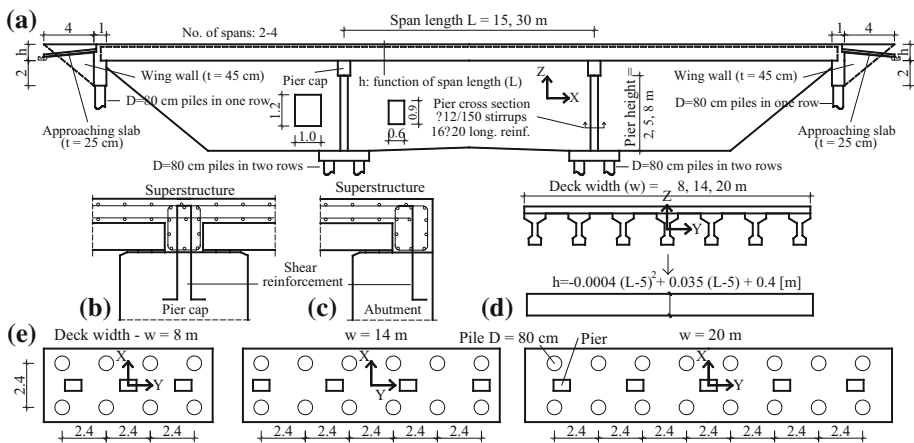 (a)
Span length L = 15, 30 m
4
1
No. of spans: 2-4
1
4
h
2
Wing wall (t = 45 cm)
Pier cap
h: function of span length (L)
Z
X
Wing wall (t = 45 cm)
h
2
D=80 cm piles in one row
1.2
1.0
0.9
0.6
Pier cross section
?12/150 stirrups
16?20 long. reinf.
Pier height =
2, 5, 8 m
D=80 cm piles in one row
Approaching slab
(t = 25 cm)
Approaching slab
(t = 25 cm)
D=80 cm piles in two rows
D=80 cm piles in two rows
Superstructure
Superstructure
Deck width (w) = 8, 14, 20 m
Z
Y
Shear
reinforcement
h=-0.0004 (L-5)² + 0.035 (L-5) + 0.4 [m]
(b)
Pier cap
(c)
Abutment
(d)
(e)
Deck width - w = 8 m
w = 14 m
Pile D = 80 cm
Pier
w = 20 m
X
Y
X
Y
X
Y
2.4
2.4 2.4 2.4
2.4 2.4 2.4 2.4 2.4
2.4 2.4 2.4 2.4 2.4 2.4 2.4